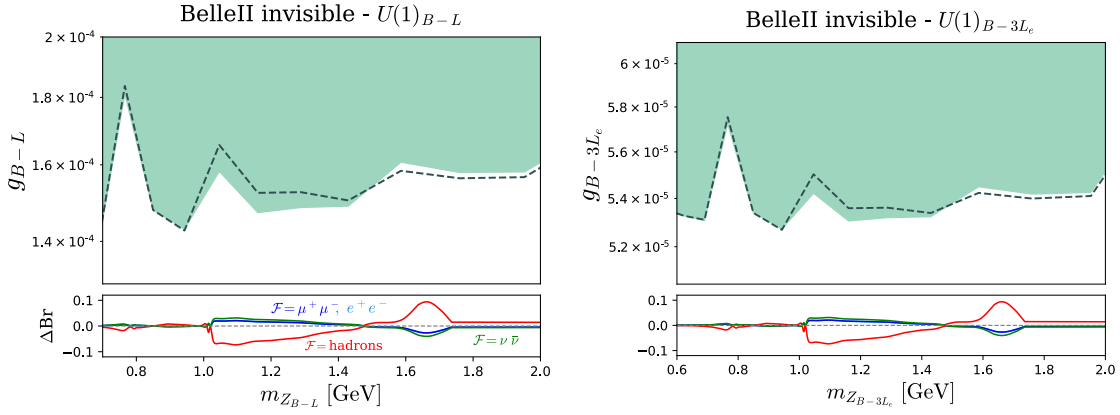 BelleII invisible - U(1)_{B-L}
2 × 10⁻⁴
1.8 × 10⁻⁴
1.6 × 10⁻⁴
1.4 × 10⁻⁴
g_{B-L}
0.1
0.0
−0.1
ΔBr
F = μ⁺μ⁻, e⁺e⁻
F = hadrons
F = ν ν̄
0.8 1.0 1.2 1.4 1.6 1.8 2.0
m_{Z_{B-L}} [GeV]
BelleII invisible - U(1)_{B-3L_e}
6 × 10⁻⁵
5.8 × 10⁻⁵
5.6 × 10⁻⁵
5.4 × 10⁻⁵
5.2 × 10⁻⁵
g_{B-3L_e}
0.1
0.0
−0.1
0.6 0.8 1.0 1.2 1.4 1.6 1.8 2.0
m_{Z_{B-3L_e}} [GeV]